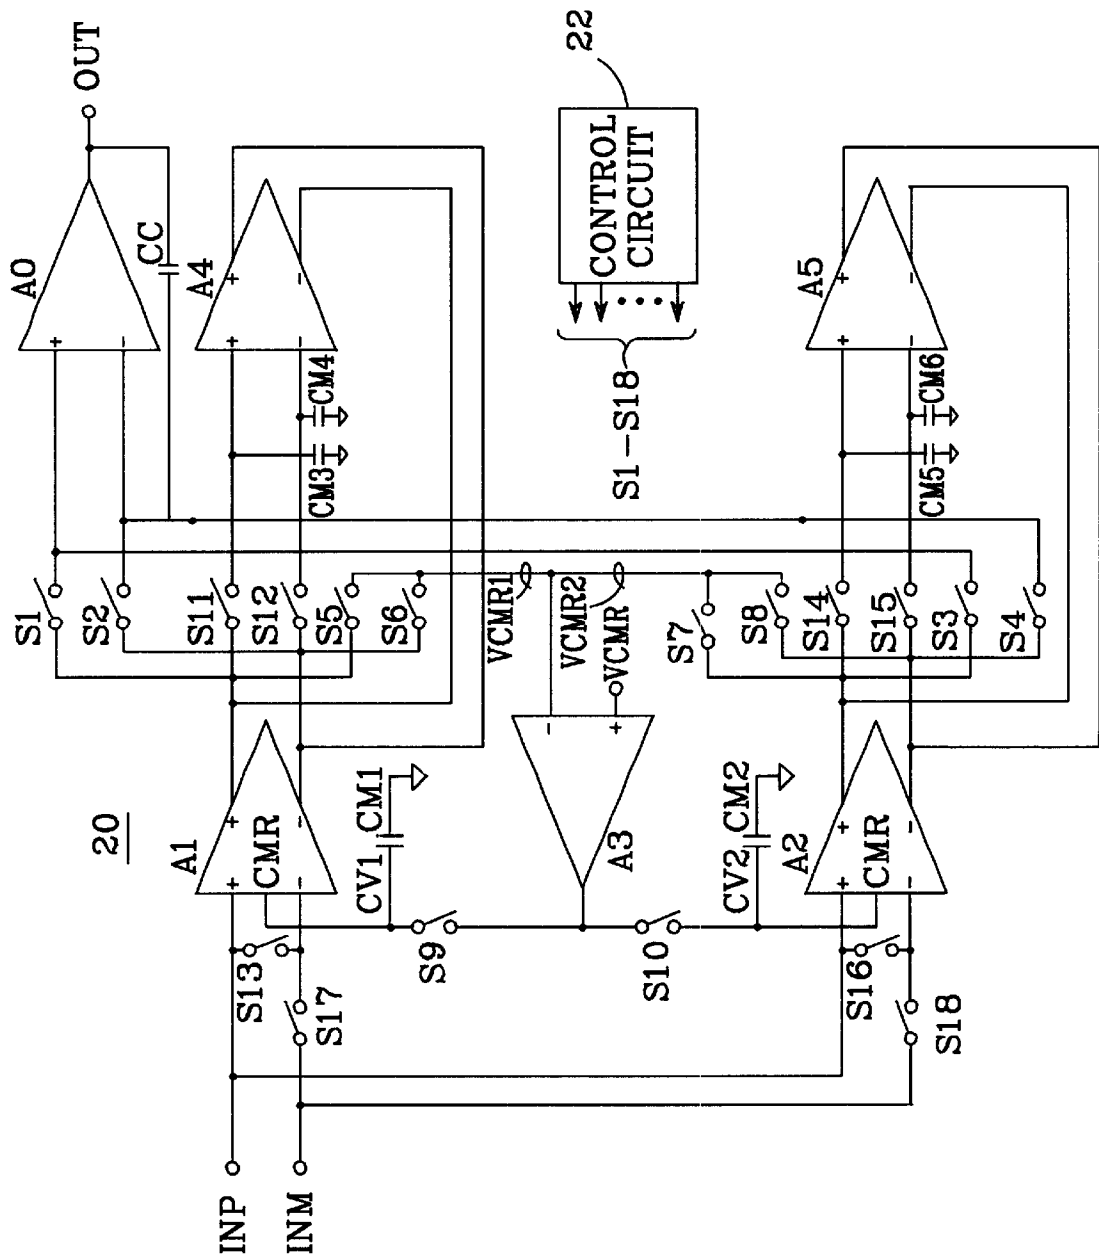 20
INP
INM
S13
S17
A1
+
CMR
-
+
-
CV1
CM1
S9
S10
A3
-
+
VCMR
VCMR1
VCMR2
CV2
CM2
S16
S18
A2
+
CMR
-
+
-
S1
S2
S11
S12
S5
S6
S7
S8
S14
S15
S3
S4
CM3
CM4
CM5
CM6
A0
+
-
CC
OUT
A4
+
-
+
-
A5
+
-
+
-
S1-S18
CONTROL
CIRCUIT
22